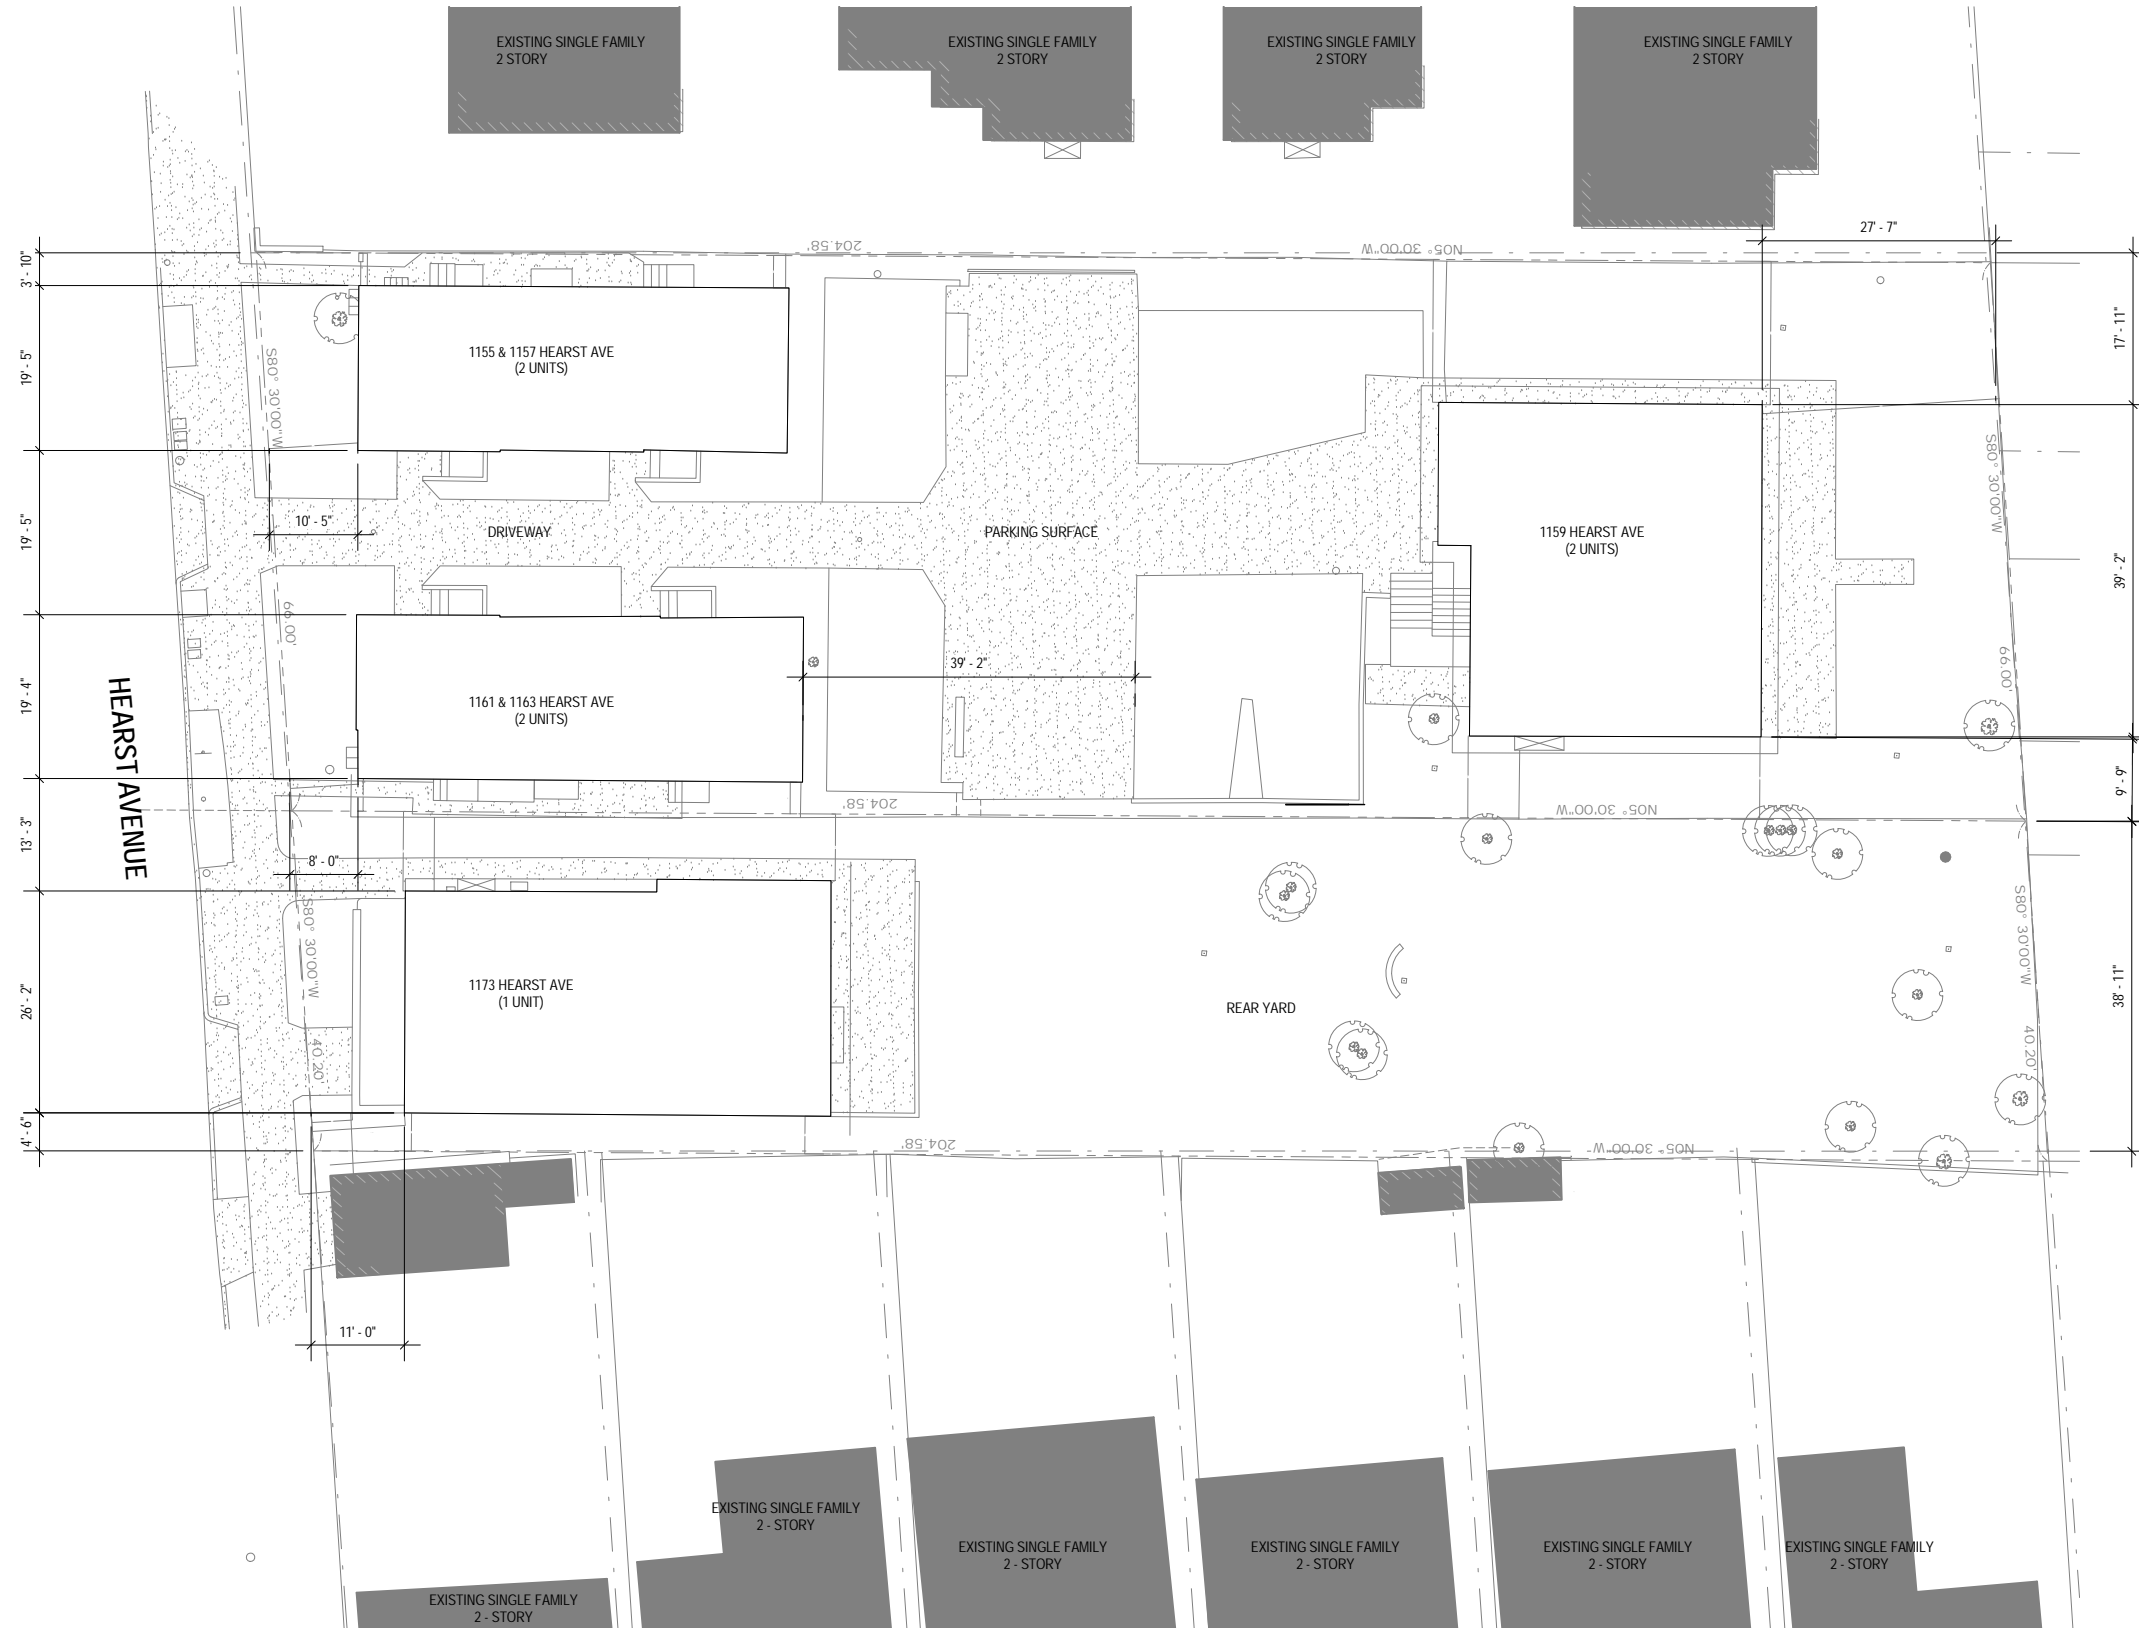 EXISTING SINGLE FAMILY
2 STORY
EXISTING SINGLE FAMILY
2 STORY
EXISTING SINGLE FAMILY
2 STORY
EXISTING SINGLE FAMILY
2 STORY
27' - 7"
204.58'
N05° 30'00"W
3' - 10"
17' - 11"
19' - 5"
S80° 30'00"W
1155 & 1157 HEARST AVE
(2 UNITS)
S80° 30'00"W
19' - 5"
10' - 5"
DRIVEWAY
PARKING SURFACE
1159 HEARST AVE
(2 UNITS)
39' - 2"
66.00'
66.00'
39' - 2"
19' - 4"
1161 & 1163 HEARST AVE
(2 UNITS)
HEARST AVENUE
9' - 9"
204.58'
N05° 30'00"W
13' - 3"
8' - 0"
S80° 30'00"W
S80° 30'00"W
26' - 2"
1173 HEARST AVE
(1 UNIT)
REAR YARD
38' - 11"
40.20'
40.20'
4' - 6"
204.58'
N05° 30'00"W
11' - 0"
EXISTING SINGLE FAMILY
2 - STORY
EXISTING SINGLE FAMILY
2 - STORY
EXISTING SINGLE FAMILY
2 - STORY
EXISTING SINGLE FAMILY
2 - STORY
EXISTING SINGLE FAMILY
2 - STORY
EXISTING SINGLE FAMILY
2 - STORY